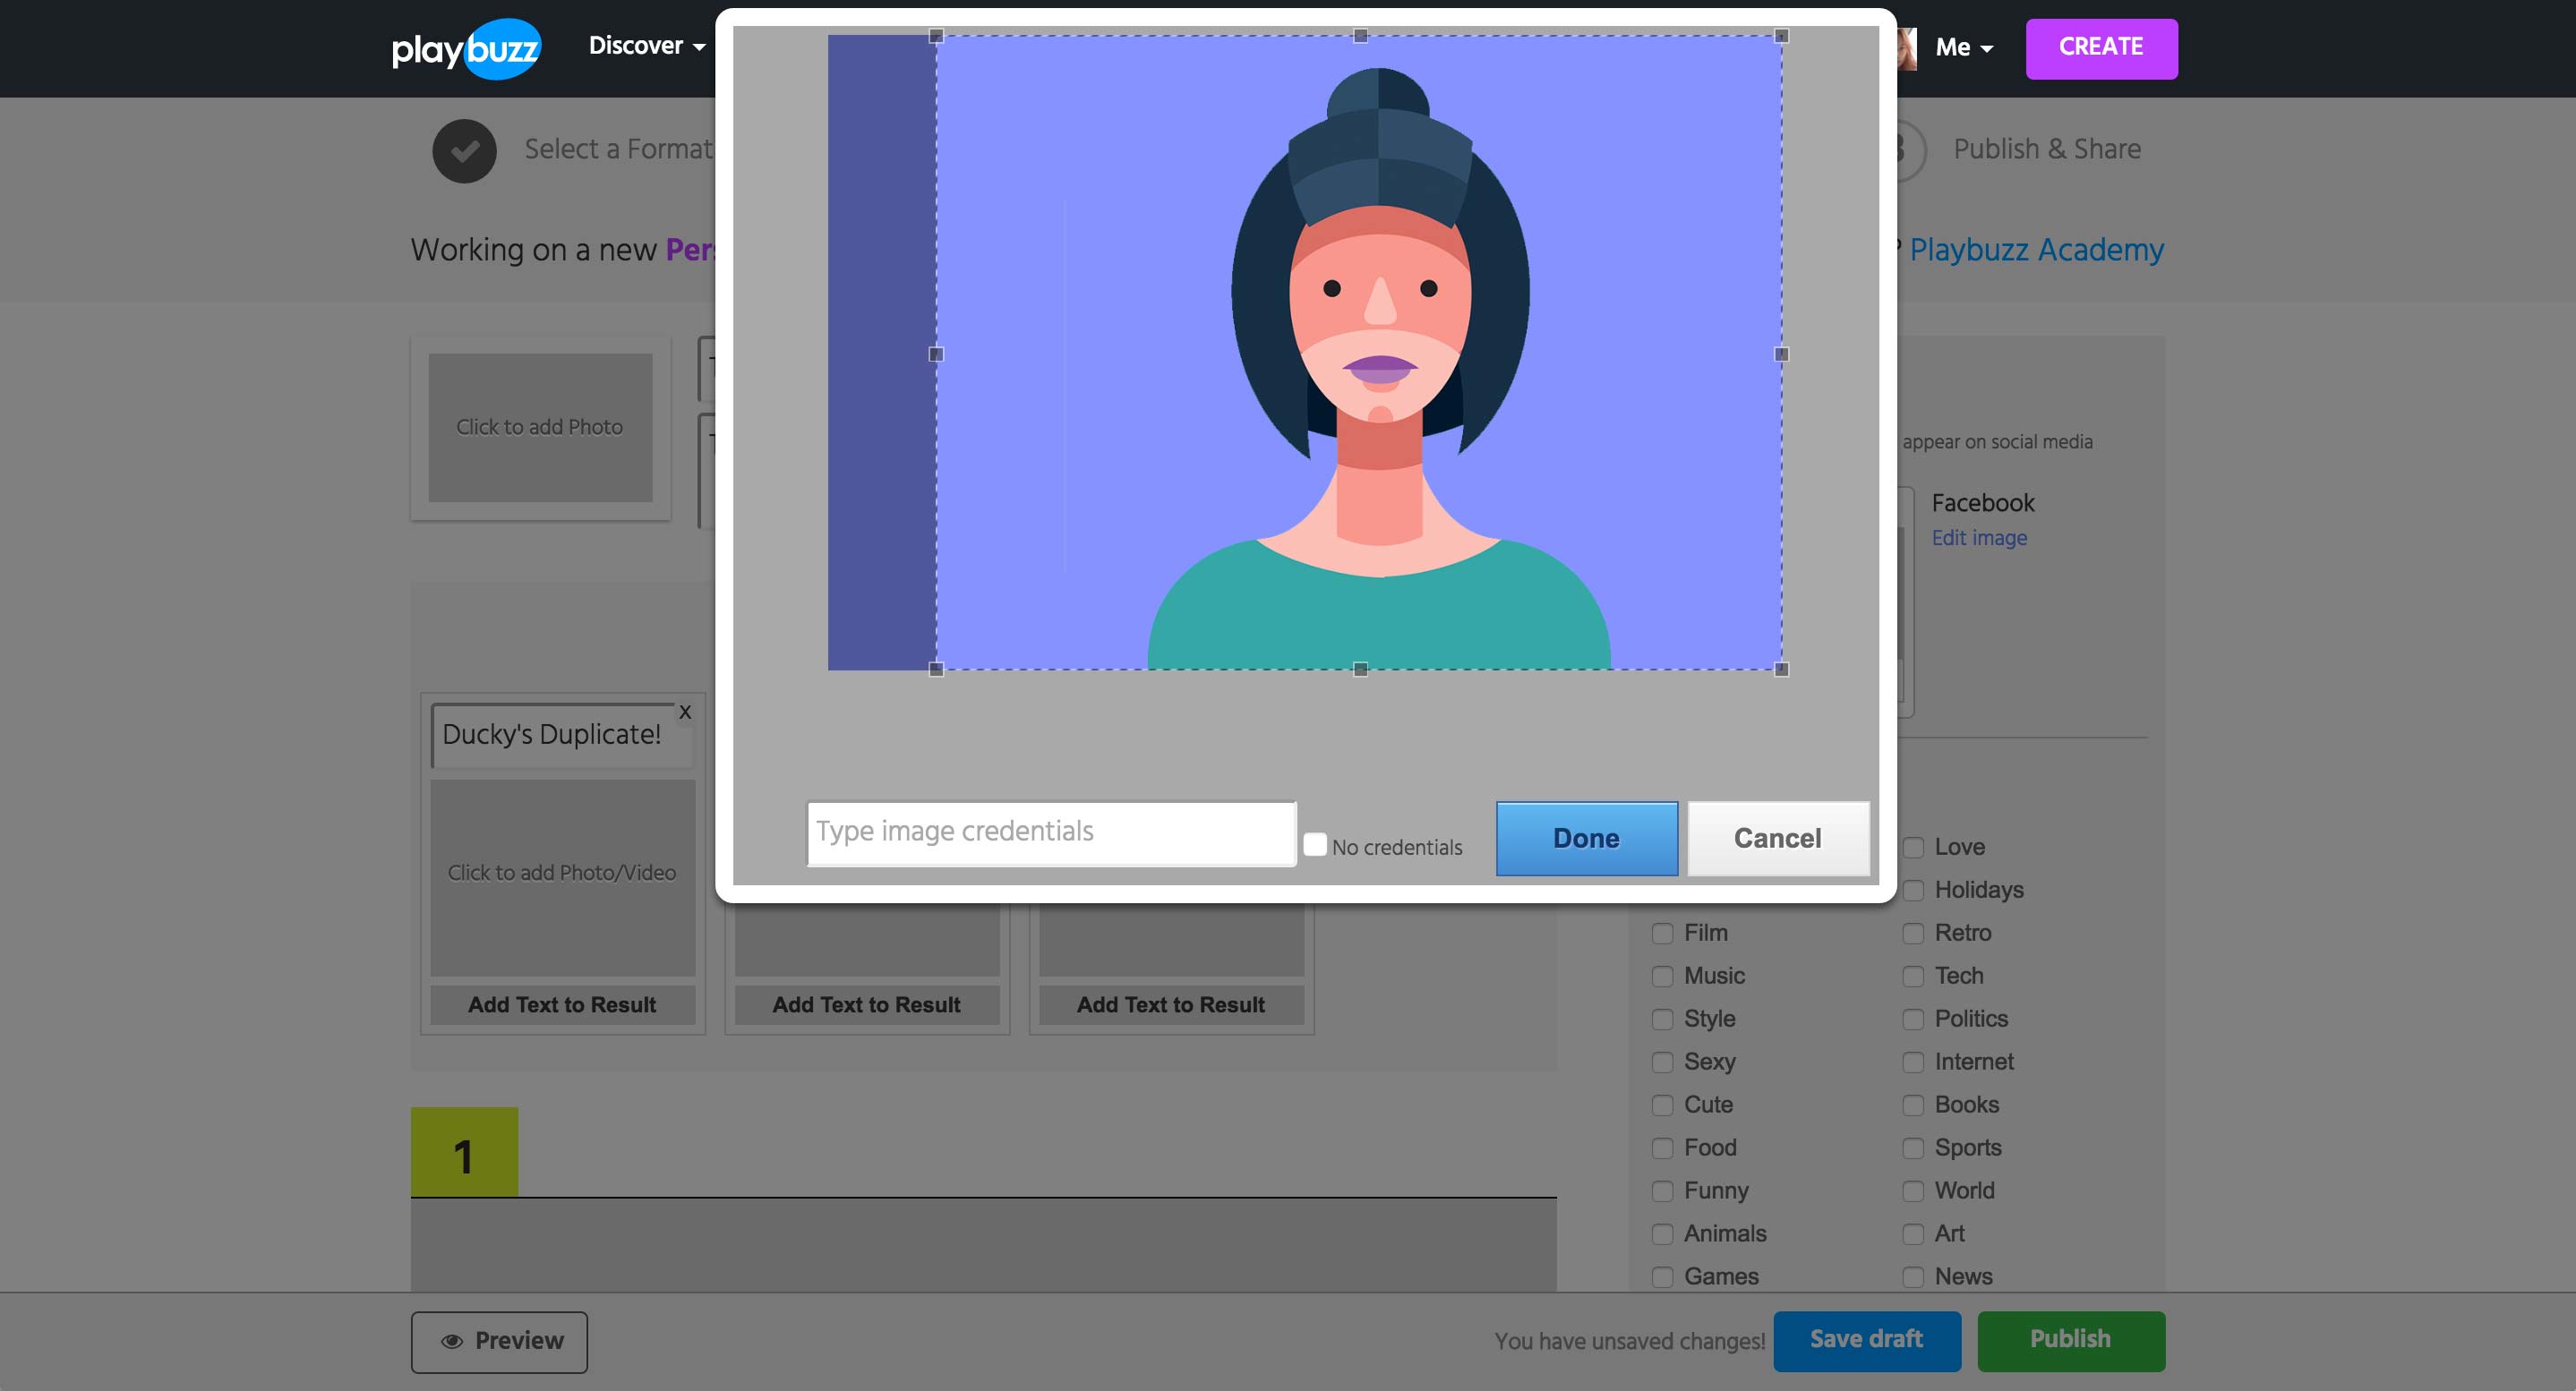 playbuzz
Discover
Me
CREATE
Select a Format
Publish & Share
Working on a new Pers
Playbuzz Academy
Click to add Photo
appear on social media
Facebook
Edit image
Ducky's Duplicate!
X
Click to add Photo/Video
Type image credentials
No credentials
Done
Cancel
Add Text to Result
Add Text to Result
Add Text to Result
Love
Holidays
Film
Retro
Music
Tech
Style
Politics
Sexy
Internet
Cute
Books
Food
Sports
Funny
World
Animals
Art
Games
News
1
Preview
You have unsaved changes!
Save draft
Publish